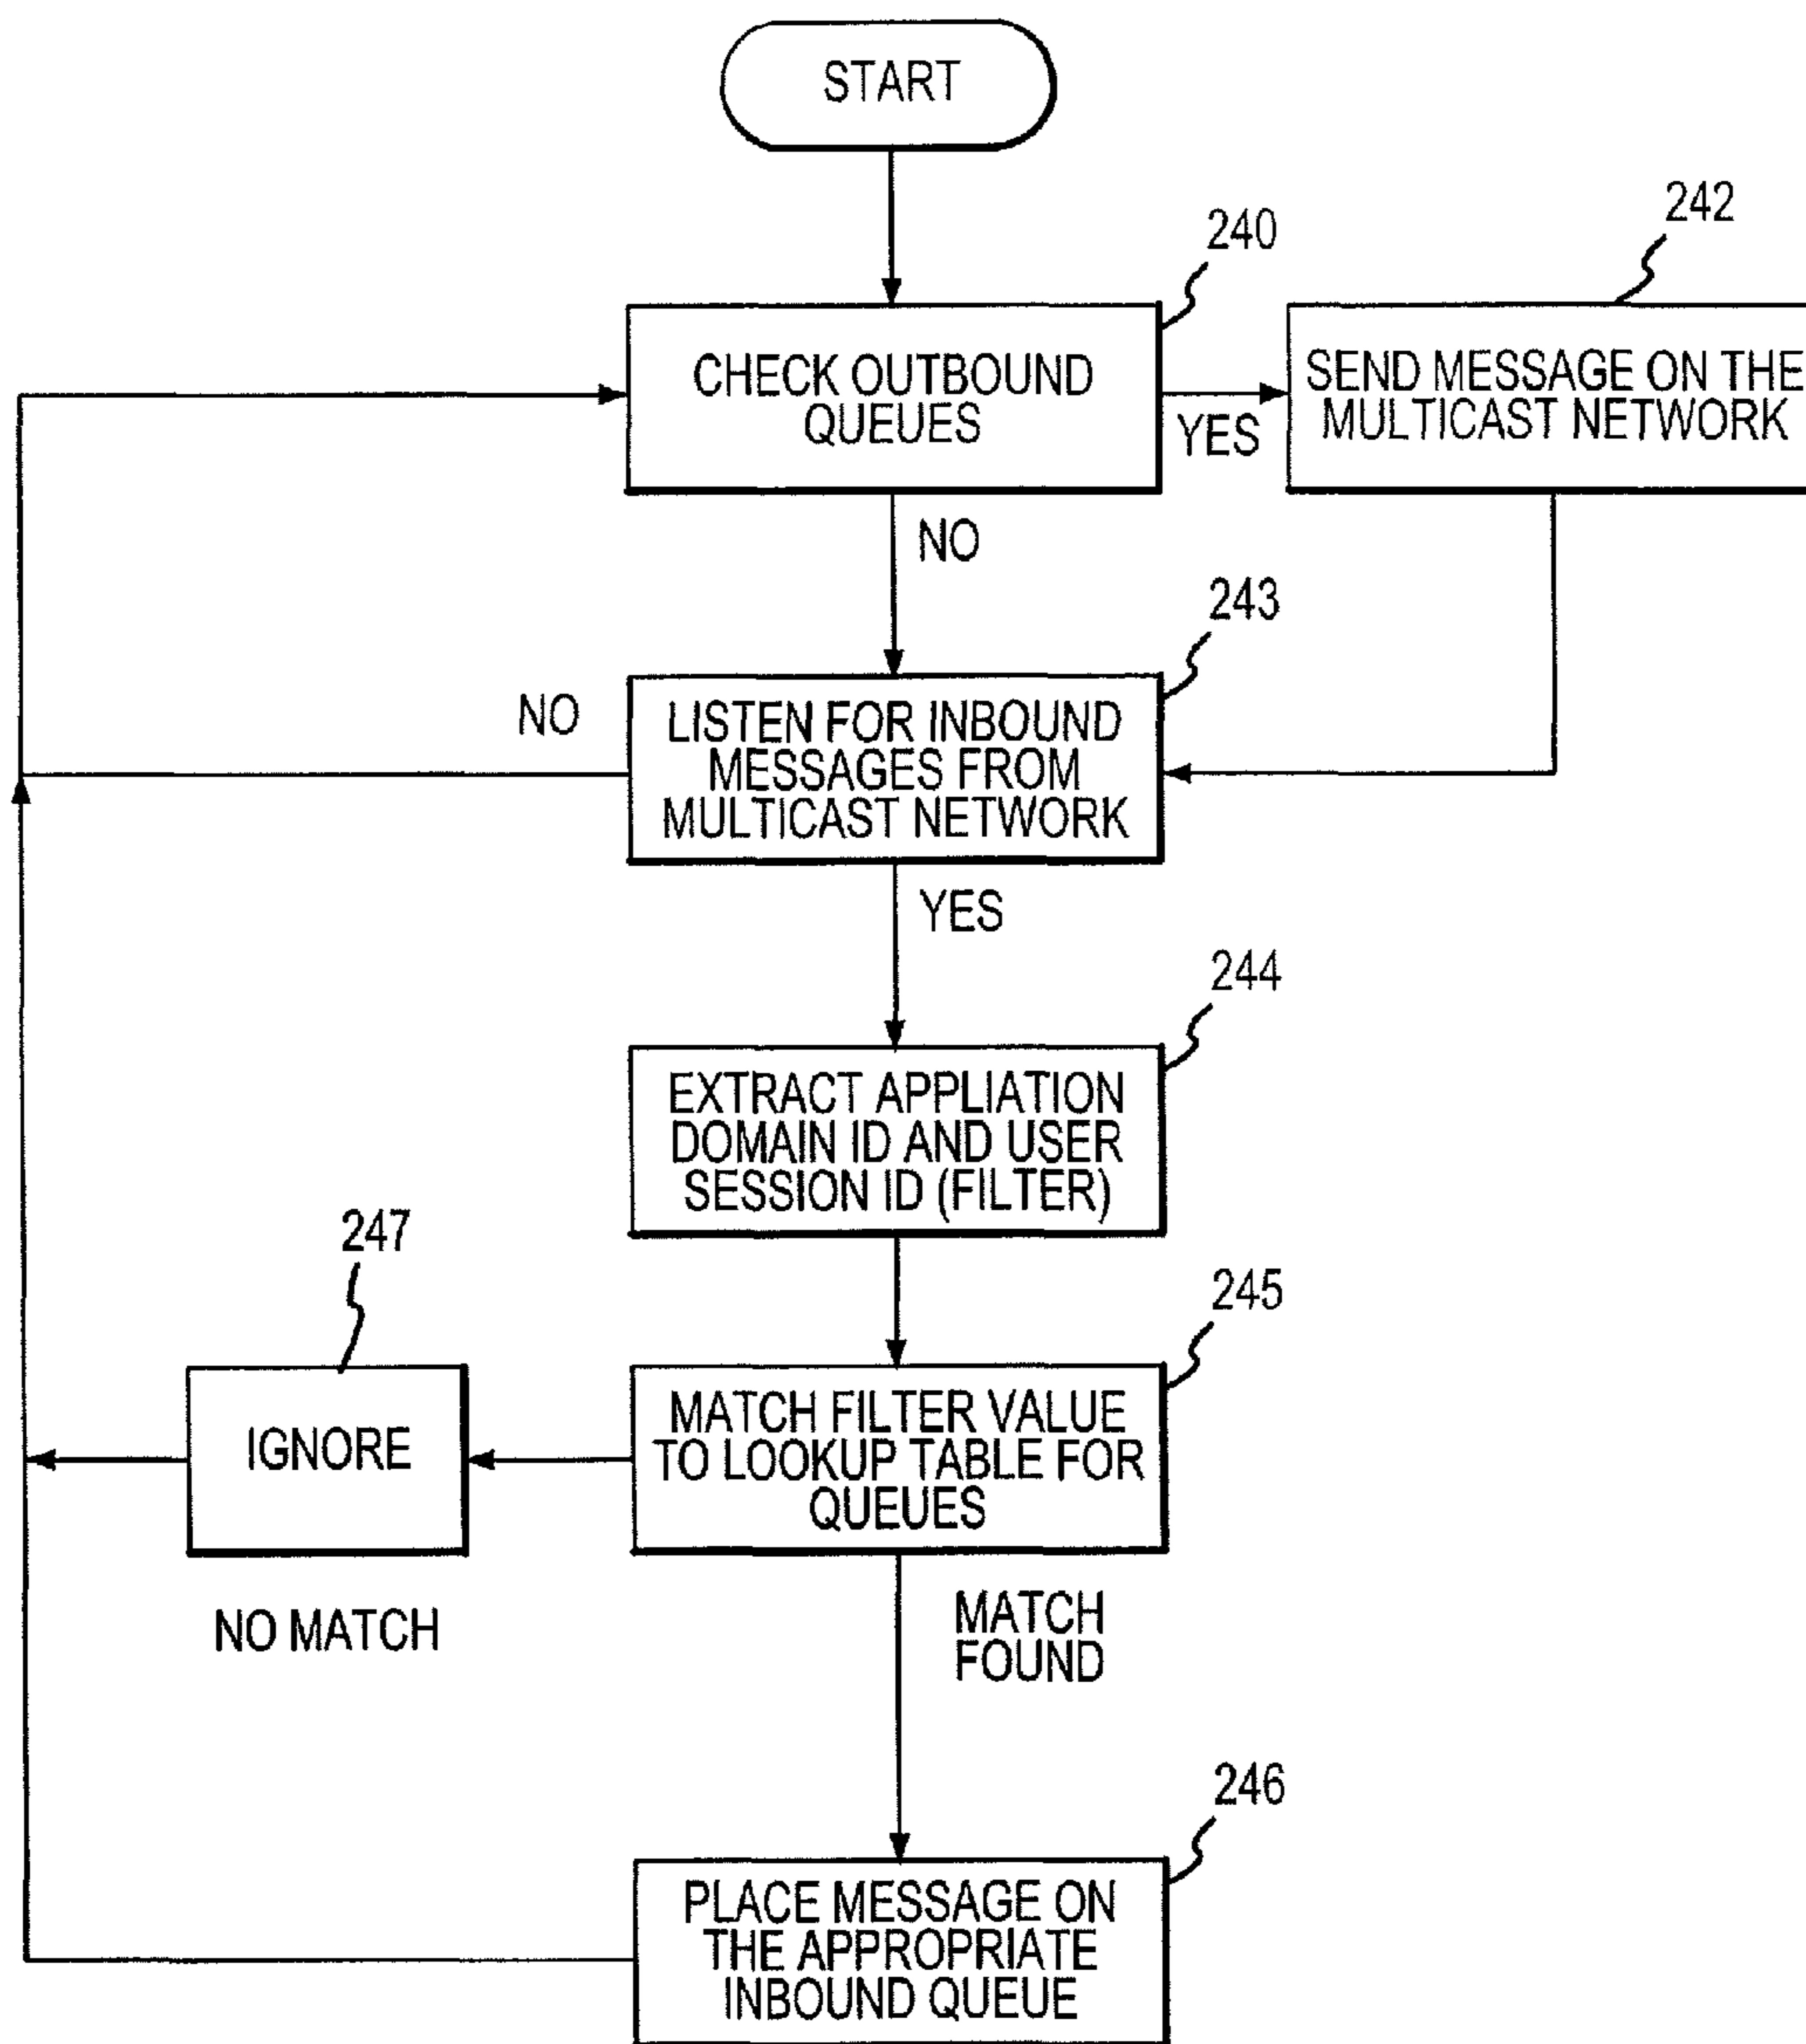 START
240
242
CHECK OUTBOUND
QUEUES
YES
SEND MESSAGE ON THE
MULTICAST NETWORK
NO
243
NO
LISTEN FOR INBOUND
MESSAGES FROM
MULTICAST NETWORK
YES
244
EXTRACT APPLIATION
DOMAIN ID AND USER
SESSION ID (FILTER)
247
245
IGNORE
MATCH FILTER VALUE
TO LOOKUP TABLE FOR
QUEUES
NO MATCH
MATCH
FOUND
246
PLACE MESSAGE ON
THE APPROPRIATE
INBOUND QUEUE